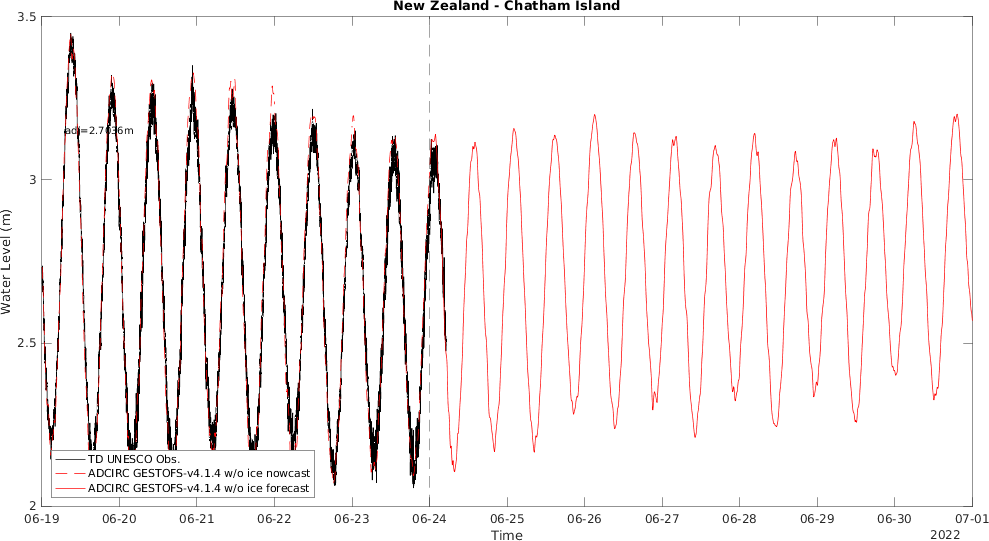 New Zealand - Chatham Island
3.5
3
2.5
2
Water Level (m)
adj=2.7036m
TD UNESCO Obs.
ADCIRC GESTOFS-v4.1.4 w/o ice nowcast
ADCIRC GESTOFS-v4.1.4 w/o ice forecast
06-19 06-20 06-21 06-22 06-23 06-24 06-25 06-26 06-27 06-28 06-29 06-30 07-01
Time
2022